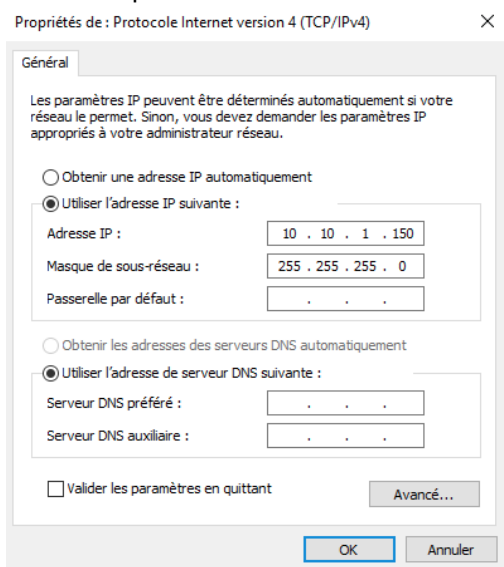 Propriétés de : Protocole Internet version 4 (TCP/IPv4)
Général
Les paramètres IP peuvent être déterminés automatiquement si votre
réseau le permet. Sinon, vous devez demander les paramètres IP
appropriés à votre administrateur réseau.
Obtenir une adresse IP automatiquement
Utiliser l'adresse IP suivante :
Adresse IP : 10 . 10 . 1 . 150
Masque de sous-réseau : 255 . 255 . 255 . 0
Passerelle par défaut : . . .
Obtenir les adresses des serveurs DNS automatiquement
Utiliser l'adresse de serveur DNS suivante :
Serveur DNS préféré : . . .
Serveur DNS auxiliaire : . . .
Valider les paramètres en quittant
Avancé...
OK Annuler